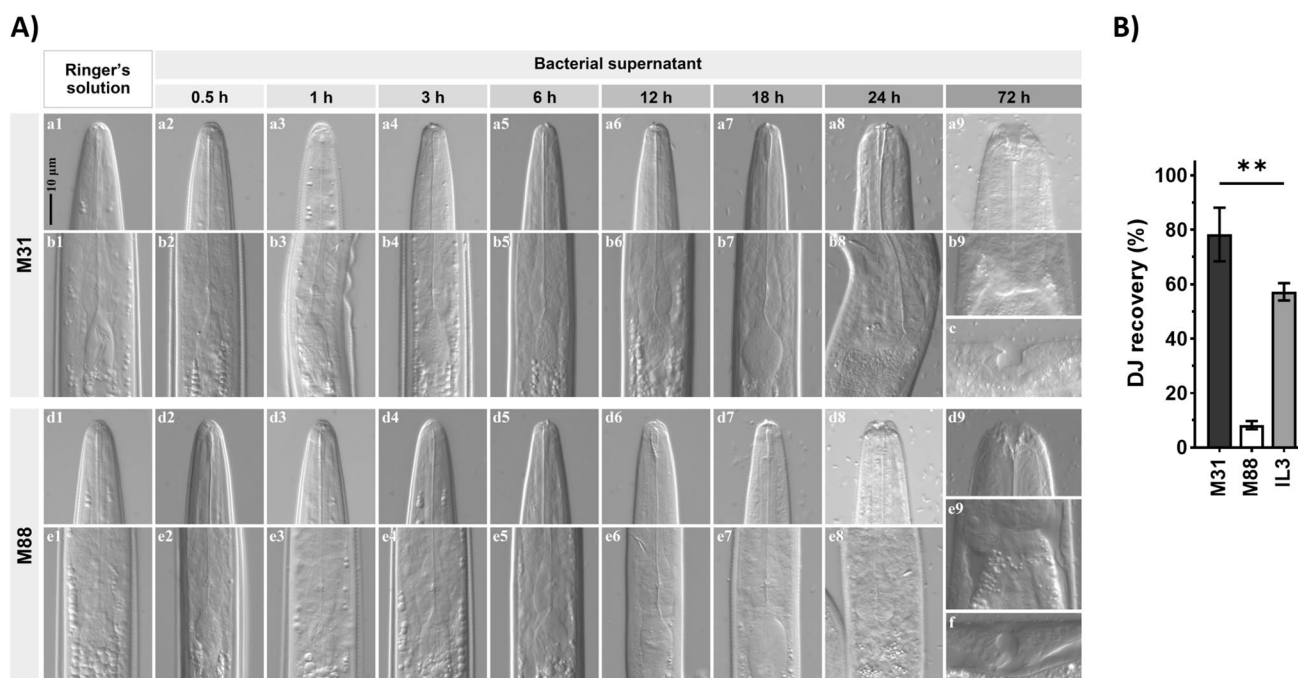 A)
B)
Ringer’s
solution
Bacterial supernatant
0.5 h
1 h
3 h
6 h
12 h
18 h
24 h
72 h
M31
a1
a2
a3
a4
a5
a6
a7
a8
a9
10 µm
b1
b2
b3
b4
b5
b6
b7
b8
b9
c
M88
d1
d2
d3
d4
d5
d6
d7
d8
d9
e1
e2
e3
e4
e5
e6
e7
e8
e9
f
DJ recovery (%)
**
100
80
60
40
20
0
M31
M88
IL3